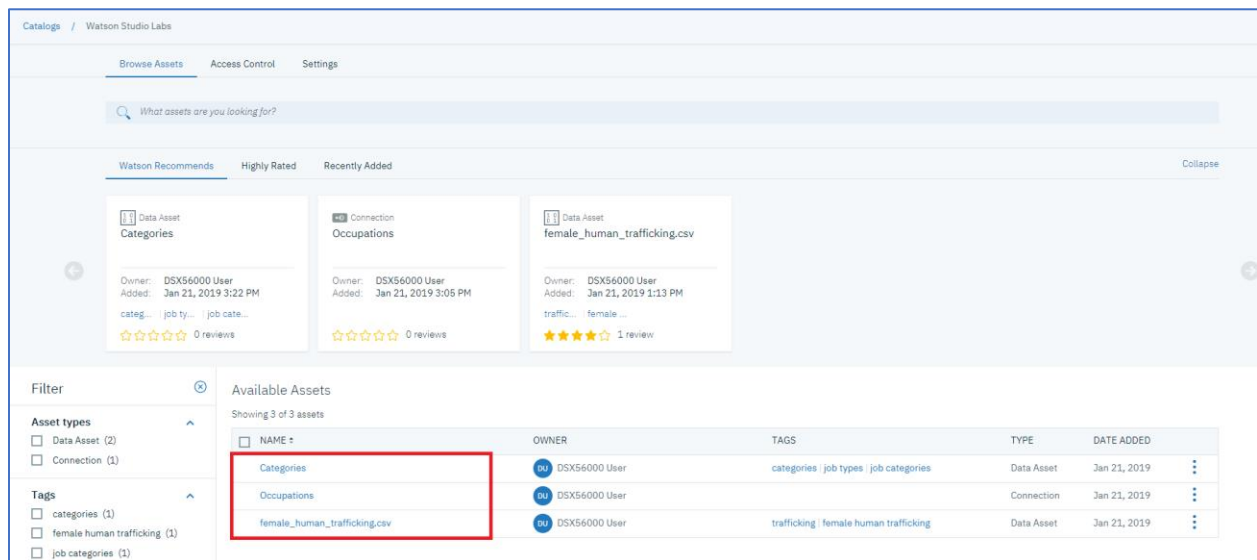 Catalogs / Watson Studio Labs
Browse Assets Access Control Settings
What assets are you looking for?
Watson Recommends Highly Rated Recently Added Collapse
Data Asset
Categories
Owner: DSX56000 User
Added: Jan 21, 2019 3:22 PM
categ... job ty... job cate...
0 reviews
Connection
Occupations
Owner: DSX56000 User
Added: Jan 21, 2019 3:05 PM
0 reviews
Data Asset
female_human_trafficking.csv
Owner: DSX56000 User
Added: Jan 21, 2019 1:13 PM
traffic... female ...
1 review
Filter
Asset types
Data Asset (2)
Connection (1)
Tags
categories (1)
female human trafficking (1)
job categories (1)
Available Assets
Showing 3 of 3 assets
NAME OWNER TAGS TYPE DATE ADDED
Categories DU DSX56000 User categories | job types | job categories Data Asset Jan 21, 2019
Occupations DU DSX56000 User Connection Jan 21, 2019
female_human_trafficking.csv DU DSX56000 User trafficking | female human trafficking Data Asset Jan 21, 2019